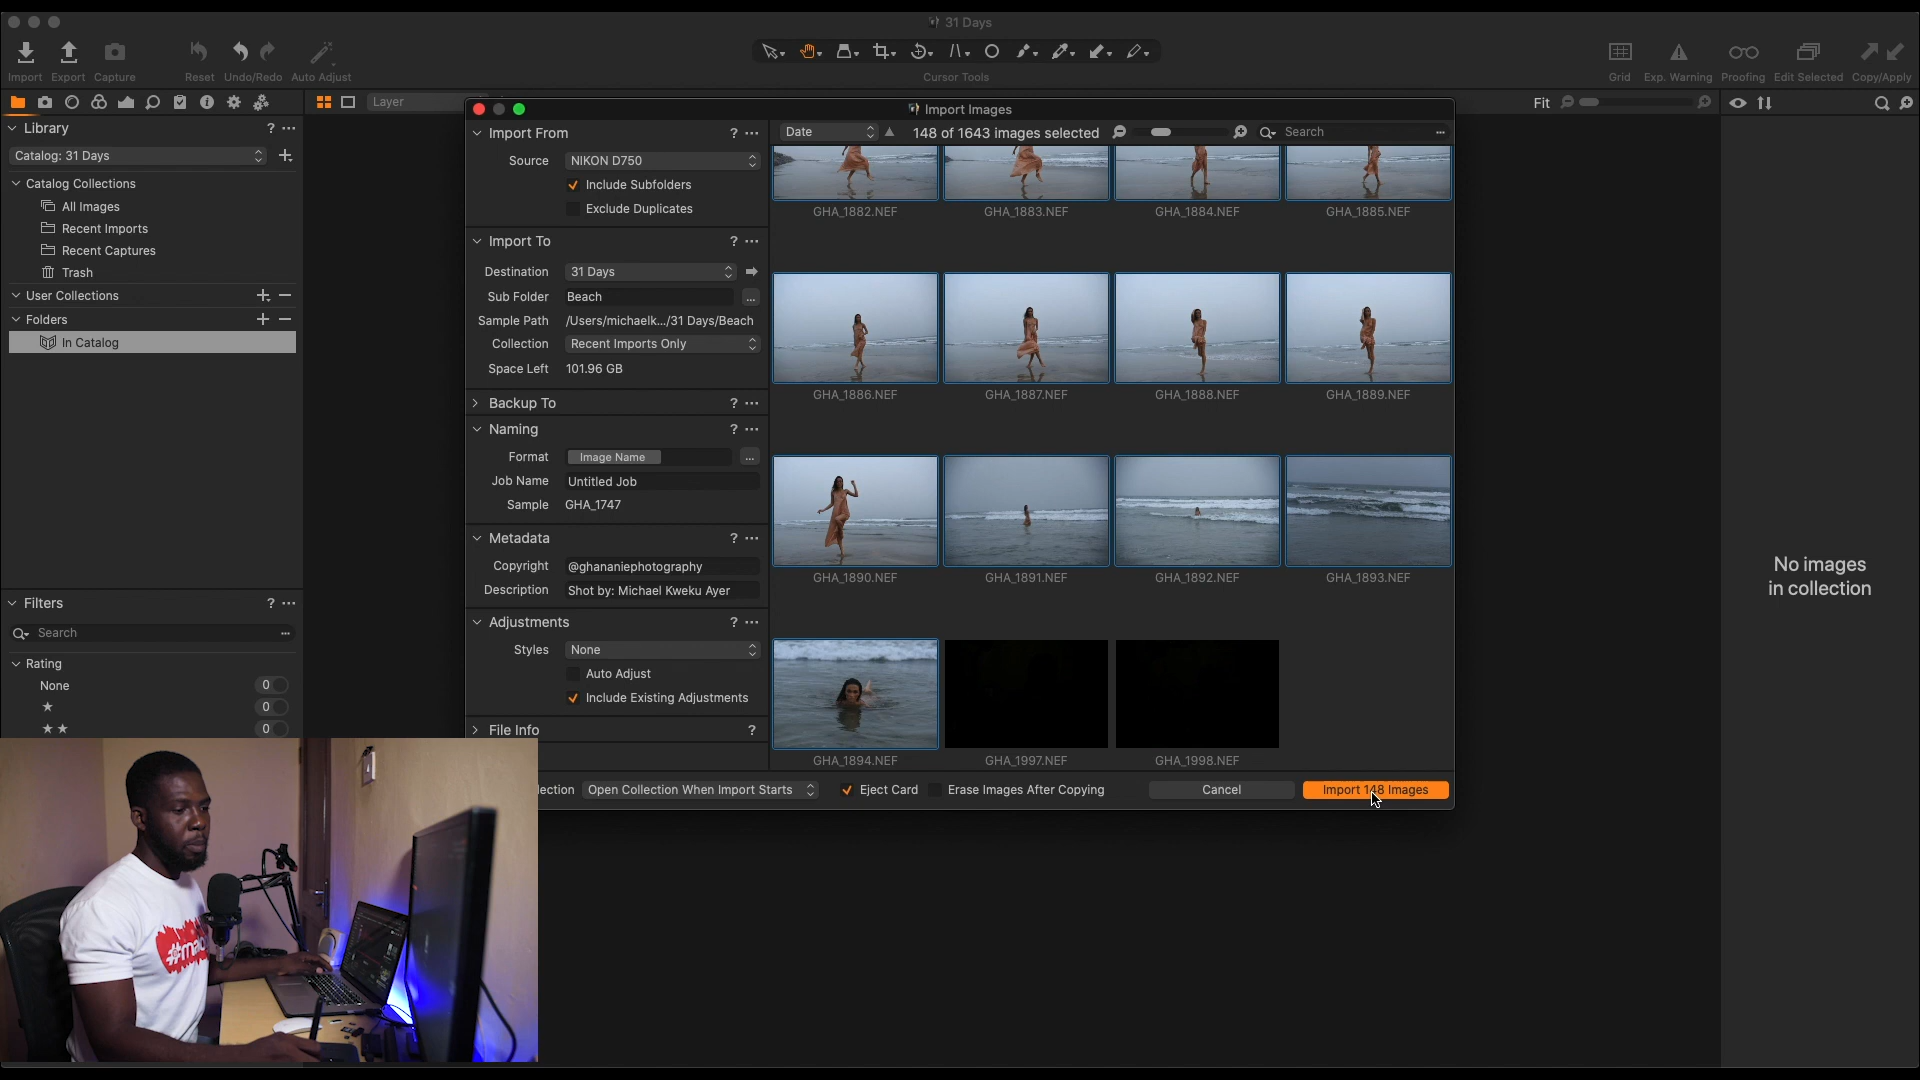 31 Days
Import
Export
Capture
Reset
Undo/Redo
Auto Adjust
Cursor Tools
Grid
Exp. Warning
Proofing
Edit Selected
Copy/Apply
Layer
Fit
Library
? ...
Catalog: 31 Days
Catalog Collections
All Images
Recent Imports
Recent Captures
Trash
User Collections
Folders
In Catalog
Filters
? ...
Search
Rating
None
0
★
0
★ ★
0
Import Images
Import From
? ...
Source NIKON D750
Include Subfolders
Exclude Duplicates
Import To
? ...
Destination 31 Days
Sub Folder Beach ...
Sample Path /Users/michaelk.../31 Days/Beach
Collection Recent Imports Only
Space Left 101.96 GB
Backup To
? ...
Naming
? ...
Format Image Name ...
Job Name Untitled Job
Sample GHA_1747
Metadata
? ...
Copyright @ghananiephotography
Description Shot by: Michael Kweku Ayer
Adjustments
? ...
Styles None
Auto Adjust
Include Existing Adjustments
File Info
?
Date
148 of 1643 images selected
Search
GHA_1882.NEF
GHA_1883.NEF
GHA_1884.NEF
GHA_1885.NEF
GHA_1886.NEF
GHA_1887.NEF
GHA_1888.NEF
GHA_1889.NEF
GHA_1890.NEF
GHA_1891.NEF
GHA_1892.NEF
GHA_1893.NEF
GHA_1894.NEF
GHA_1997.NEF
GHA_1998.NEF
lection
Open Collection When Import Starts
Eject Card
Erase Images After Copying
Cancel
Import 148 Images
No images
in collection